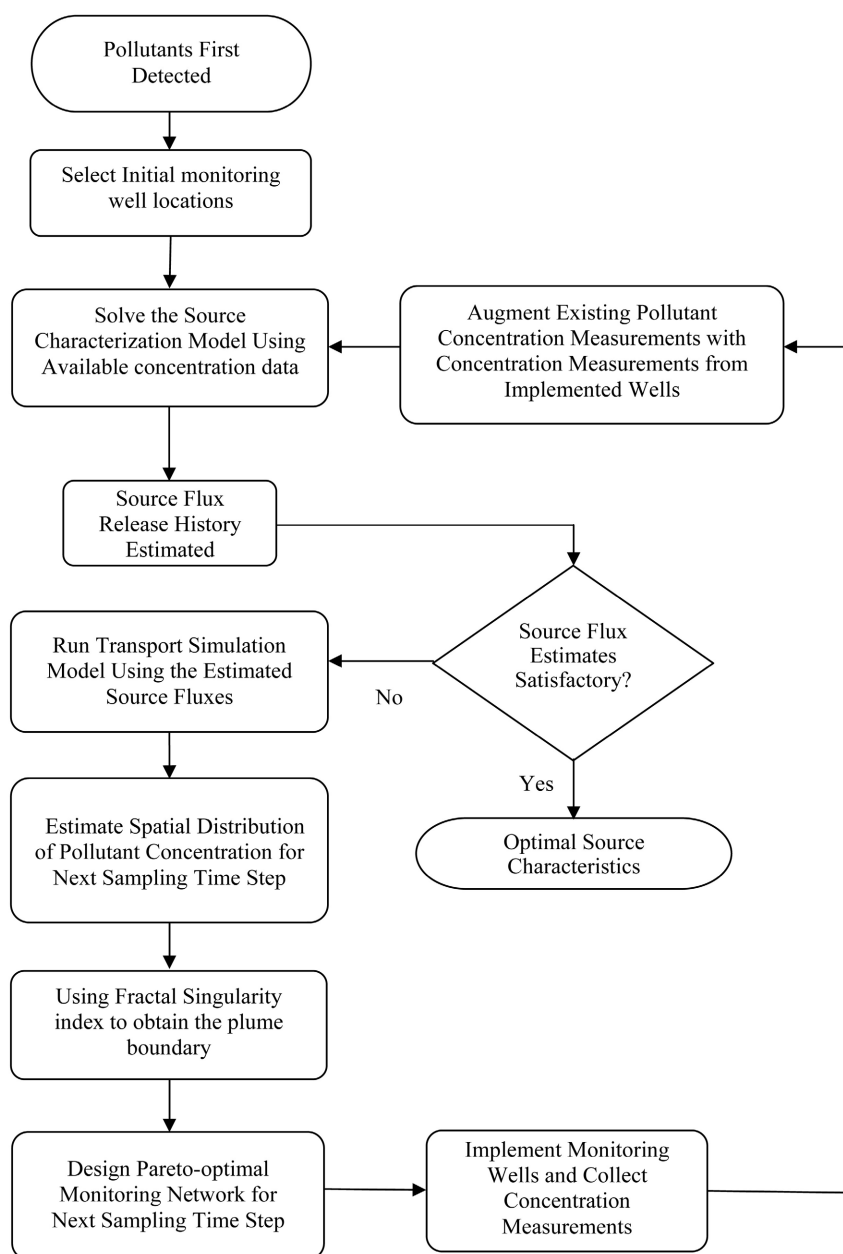 Pollutants First
Detected
Select Initial monitoring
well locations
Solve the Source
Characterization Model Using
Available concentration data
Augment Existing Pollutant
Concentration Measurements with
Concentration Measurements from
Implemented Wells
Source Flux
Release History
Estimated
Source Flux
Estimates
Satisfactory?
No
Yes
Run Transport Simulation
Model Using the Estimated
Source Fluxes
Estimate Spatial Distribution
of Pollutant Concentration for
Next Sampling Time Step
Optimal Source
Characteristics
Using Fractal Singularity
index to obtain the plume
boundary
Design Pareto-optimal
Monitoring Network for
Next Sampling Time Step
Implement Monitoring
Wells and Collect
Concentration
Measurements